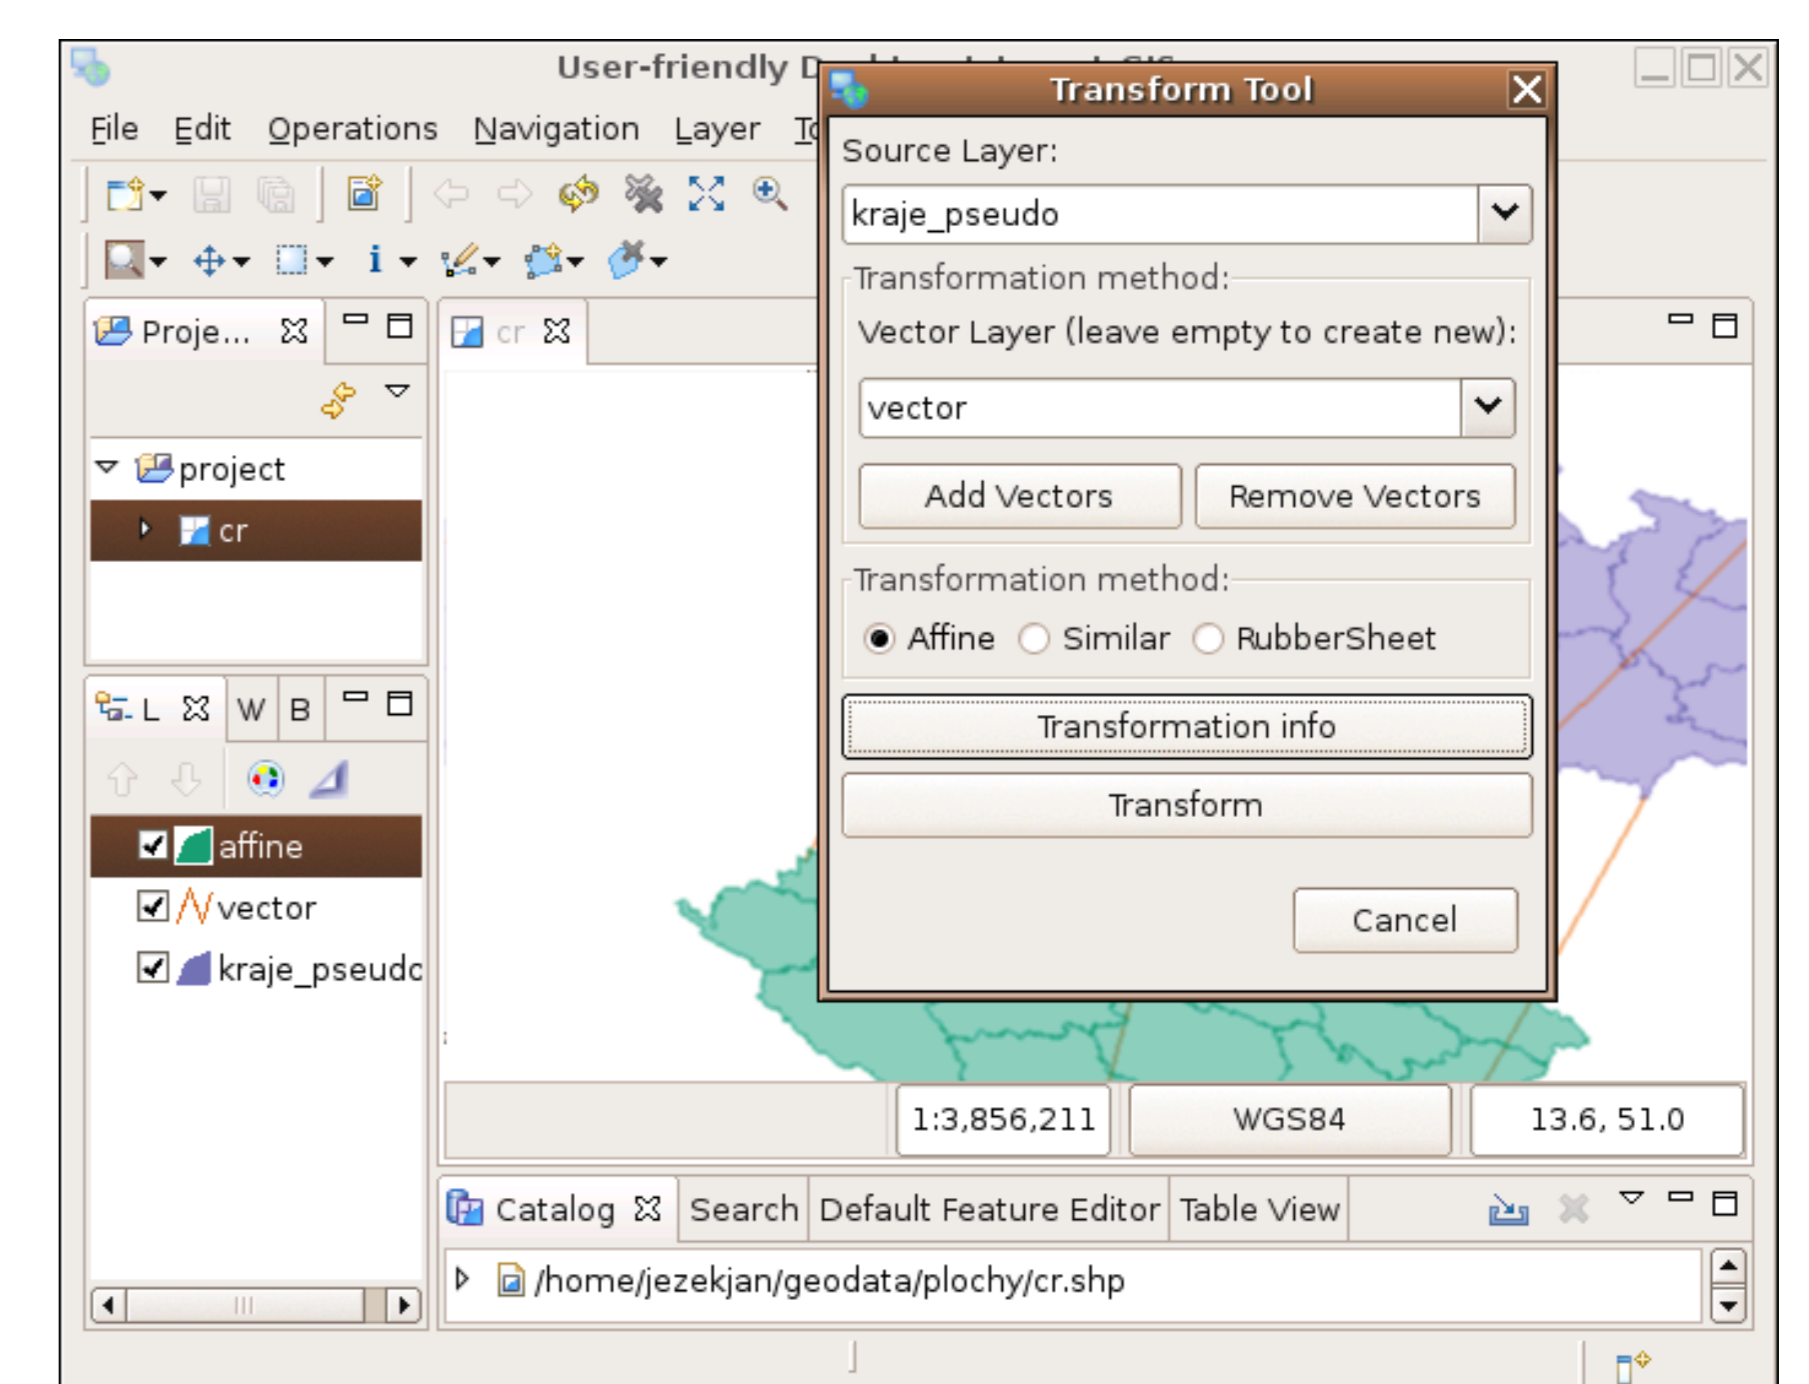 User-friendly
Transform Tool
File Edit Operations Navigation Layer
Source Layer:
kraje_pseudo
Transformation method:
Vector Layer (leave empty to create new):
vector
Add Vectors Remove Vectors
Transformation method:
Affine Similar RubberSheet
Transformation info
Transform
Cancel
Proje... cr
project
cr
L W B
affine
vector
kraje_pseudo
1:3,856,211 WGS84 13.6, 51.0
Catalog Search Default Feature Editor Table View
/home/jezekjan/geodata/plochy/cr.shp